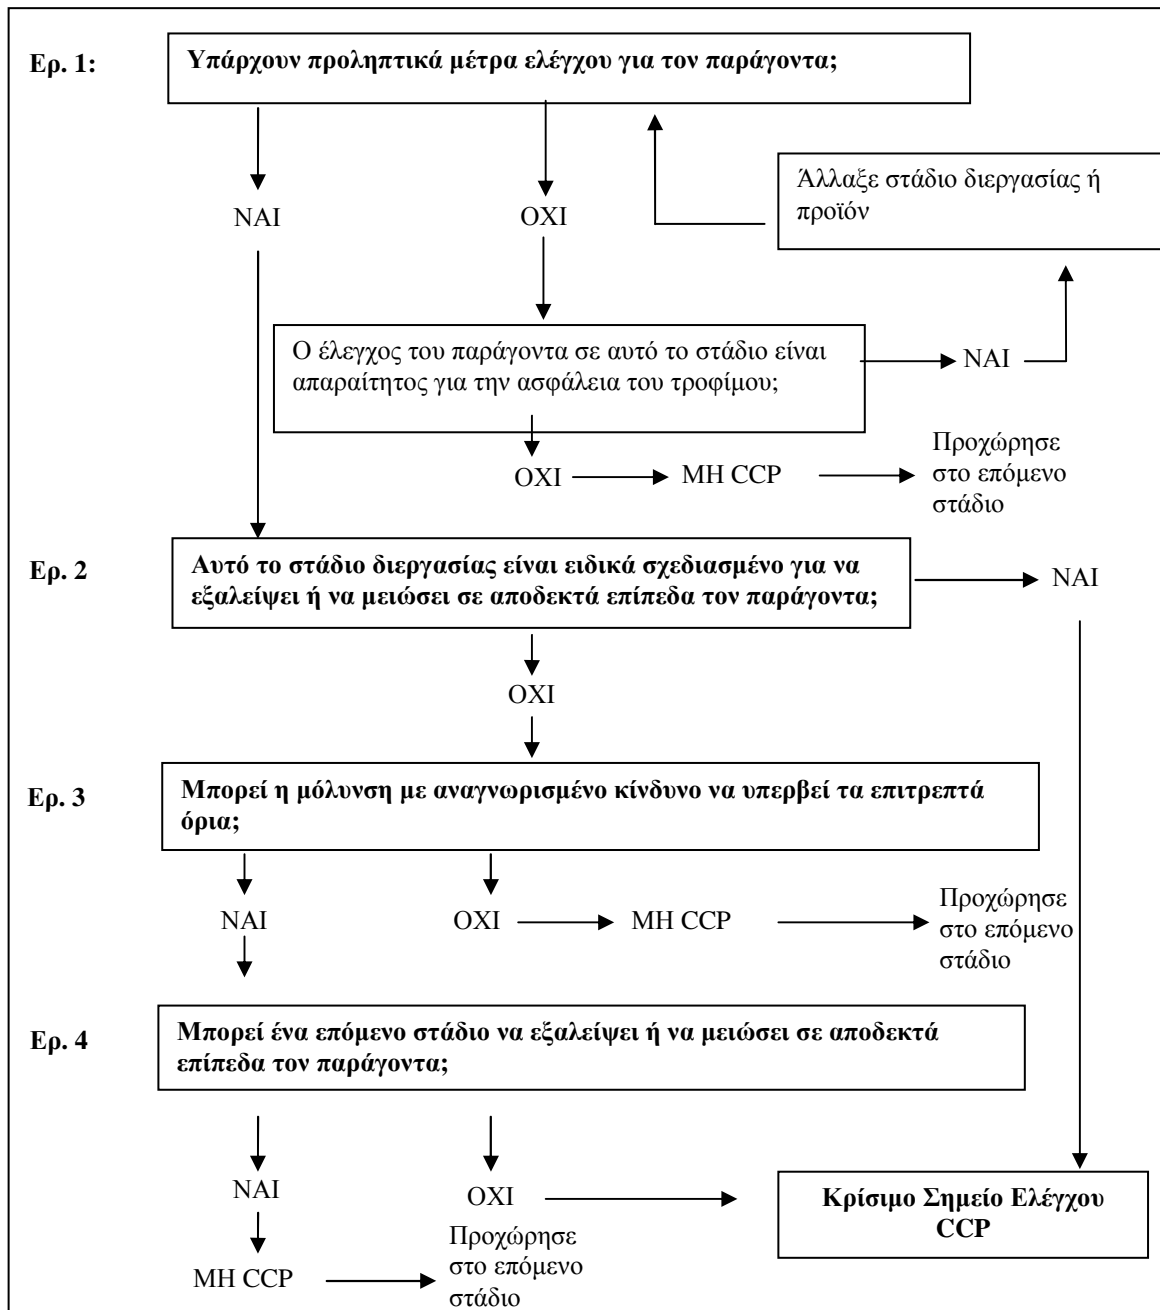 Ερ. 1:
Υπάρχουν προληπτικά μέτρα ελέγχου για τον παράγοντα;
Άλλαξε στάδιο διεργασίας ή
προϊόν
ΝΑΙ
ΟΧΙ
Ο έλεγχος του παράγοντα σε αυτό το στάδιο είναι
απαραίτητος για την ασφάλεια του τροφίμου;
ΝΑΙ
ΟΧΙ
ΜΗ CCP
Προχώρησε
στο επόμενο
στάδιο
Ερ. 2
Αυτό το στάδιο διεργασίας είναι ειδικά σχεδιασμένο για να
εξαλείψει ή να μειώσει σε αποδεκτά επίπεδα τον παράγοντα;
ΝΑΙ
ΟΧΙ
Ερ. 3
Μπορεί η μόλυνση με αναγνωρισμένο κίνδυνο να υπερβεί τα επιτρεπτά
όρια;
ΝΑΙ
ΟΧΙ
ΜΗ CCP
Προχώρησε
στο επόμενο
στάδιο
Ερ. 4
Μπορεί ένα επόμενο στάδιο να εξαλείψει ή να μειώσει σε αποδεκτά
επίπεδα τον παράγοντα;
ΝΑΙ
ΟΧΙ
Κρίσιμο Σημείο Ελέγχου
CCP
ΜΗ CCP
Προχώρησε
στο επόμενο
στάδιο